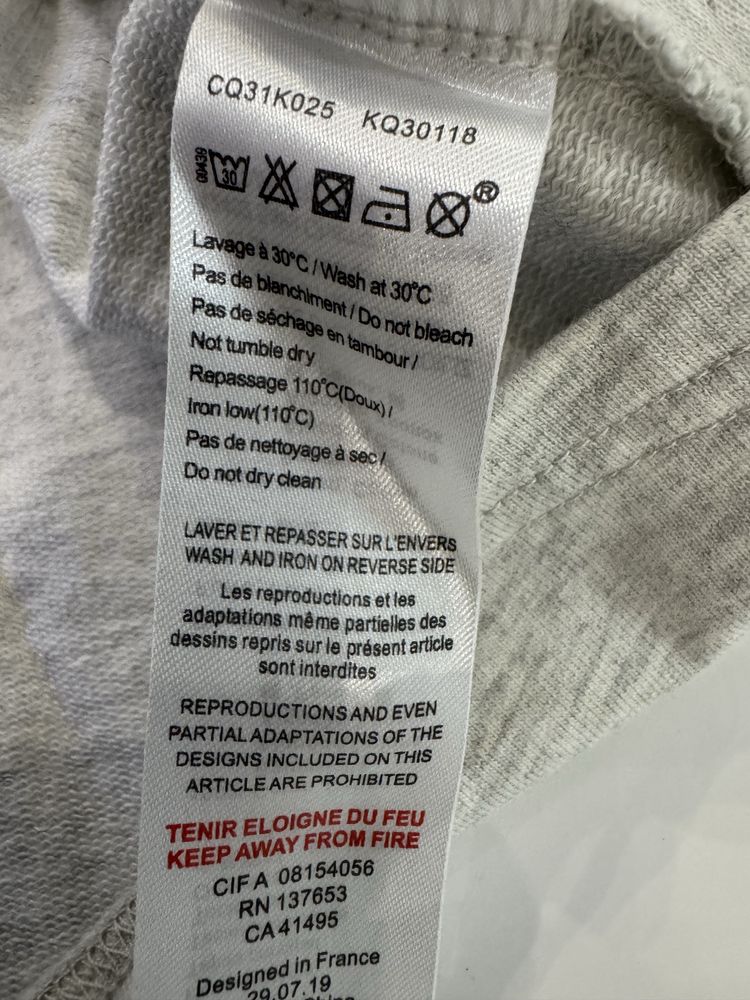 CQ31K025 KQ30118
30 ®
Lavage à 30°C / Wash at 30°C
Pas de blanchiment / Do not bleach
Pas de séchage en tambour /
Not tumble dry
Repassage 110°C(Doux) /
Iron low(110°C)
Pas de nettoyage à sec /
Do not dry clean
LAVER ET REPASSER SUR L'ENVERS
WASH AND IRON ON REVERSE SIDE
Les reproductions et les
adaptations même partielles des
dessins repris sur le présent article
sont interdites
REPRODUCTIONS AND EVEN
PARTIAL ADAPTATIONS OF THE
DESIGNS INCLUDED ON THIS
ARTICLE ARE PROHIBITED
TENIR ELOIGNE DU FEU
KEEP AWAY FROM FIRE
CIF A 08154056
RN 137653
CA 41495
Designed in France
29.07.19